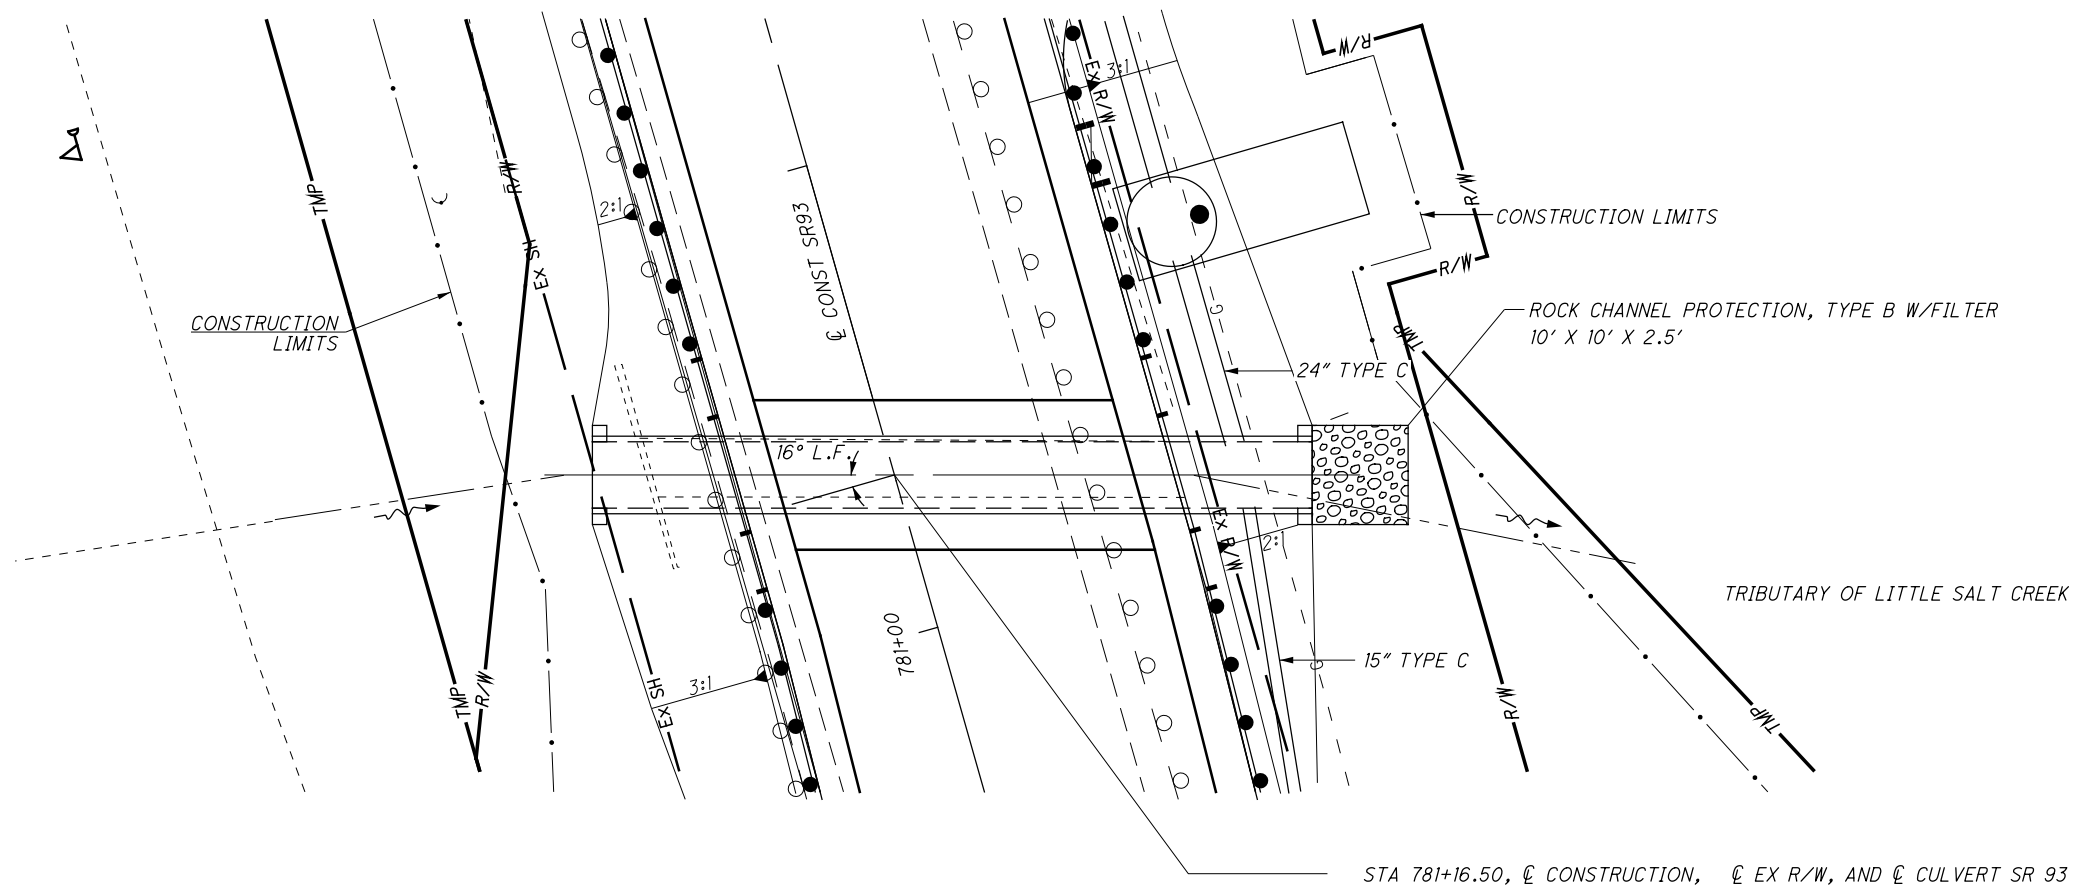 R/W
3:1
Ex R/W
TMP
R/W
R/W
2:1
CONST SR93
CONSTRUCTION LIMITS
Ex SH
R/W
ROCK CHANNEL PROTECTION, TYPE B W/FILTER
10' X 10' X 2.5'
CONSTRUCTION
LIMITS
G
TMP
24" TYPE C
16° L.F.
Ex R/W
2:1
TRIBUTARY OF LITTLE SALT CREEK
781+00
15" TYPE C
G
3:1
Ex SH
Ex
TMP
R/W
R/W
TMP
STA 781+16.50, ℄ CONSTRUCTION, ℄ EX R/W, AND ℄ CULVERT SR 93